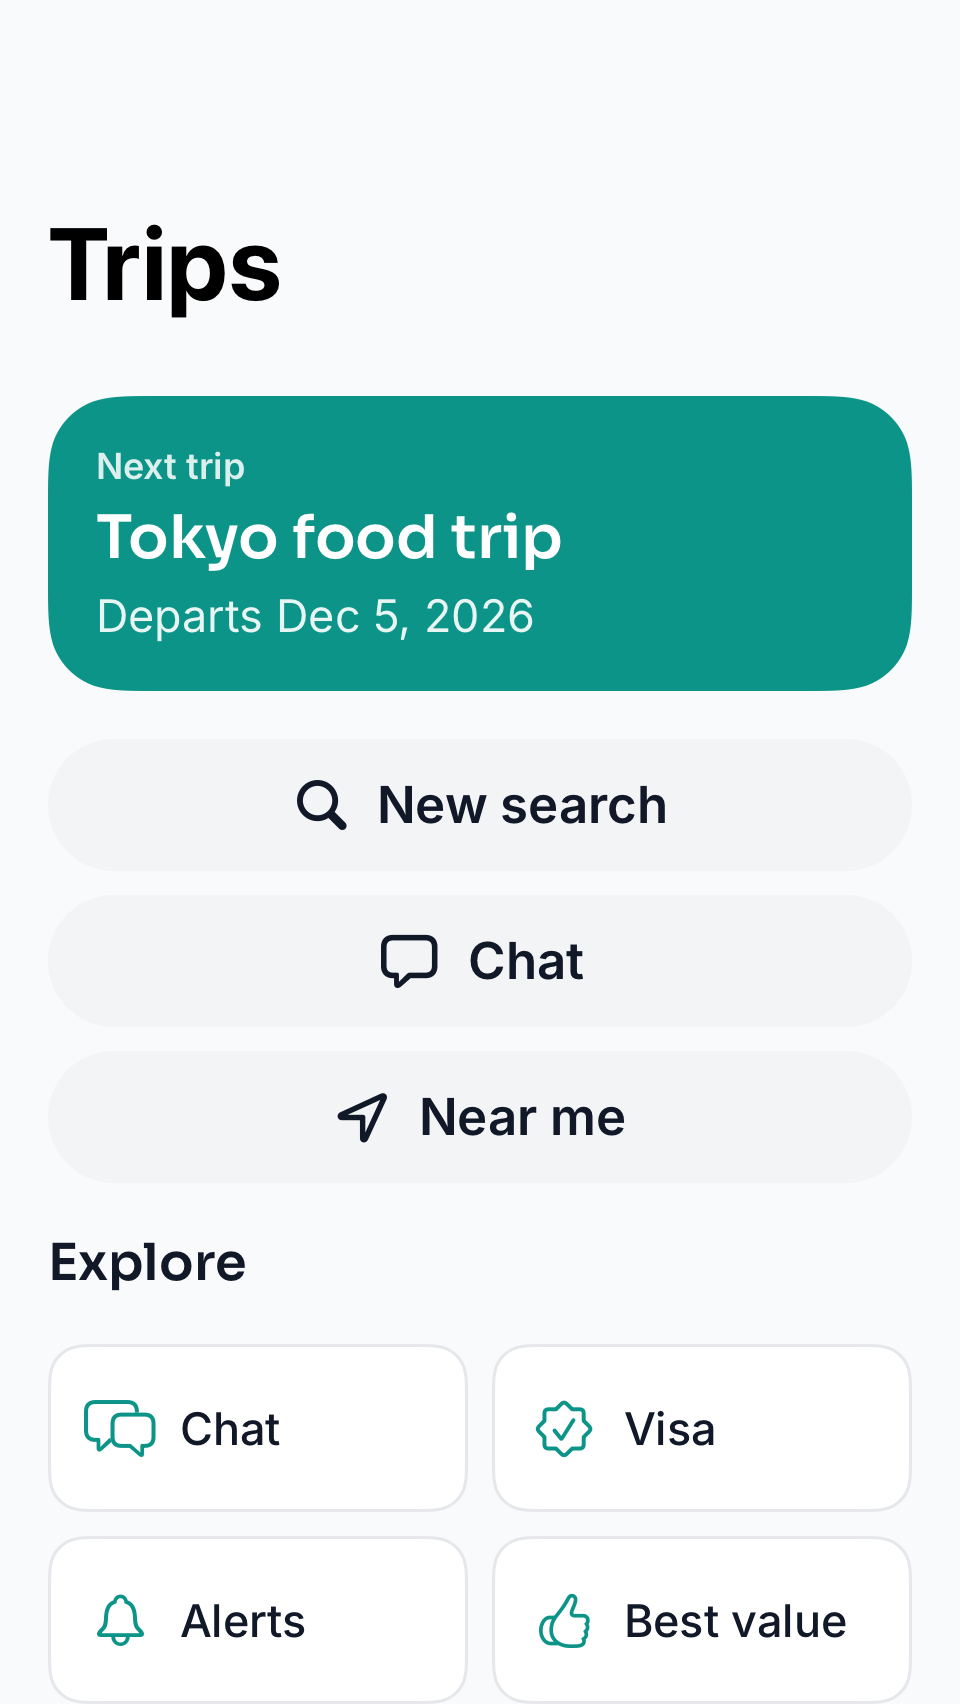 Trips
Next trip
Tokyo food trip
Departs Dec 5, 2026
New search
Chat
Near me
Explore
Chat
Visa
Alerts
Best value